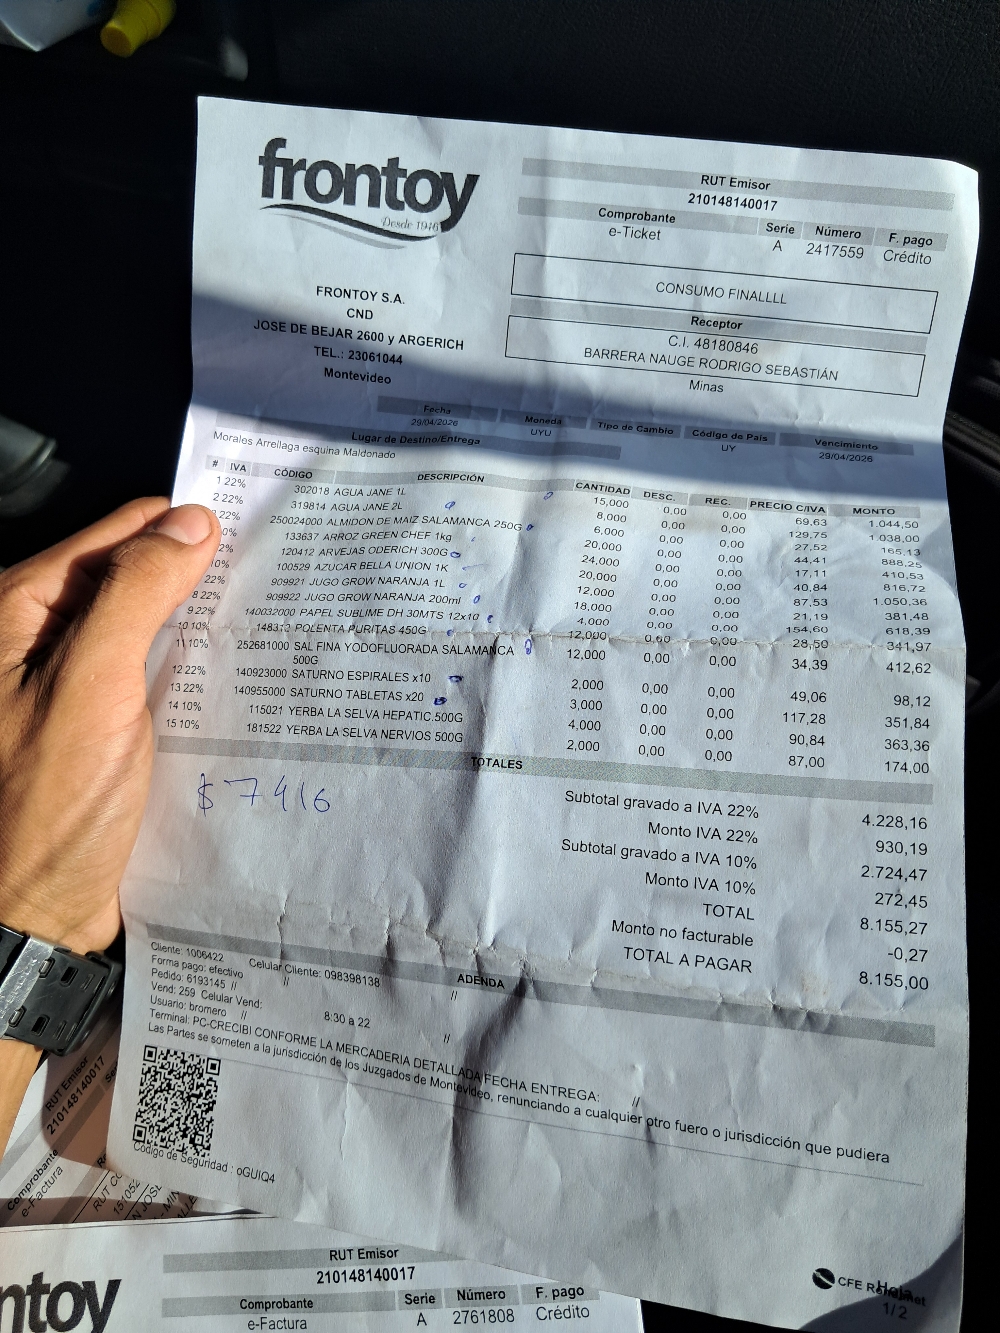 frontoy
Desde 1946
RUT Emisor
210148140017
Comprobante Serie Número F. pago
e-Ticket A 2417559 Crédito
CONSUMO FINALLLL
Receptor
C.I. 48180846
BARRERA NAUGE RODRIGO SEBASTIÁN
Minas
FRONTOY S.A.
CND
JOSE DE BEJAR 2600 y ARGERICH
TEL.: 23061044
Montevideo
Fecha Moneda Tipo de Cambio Código de País Vencimiento
29/04/2026 UYU UY 29/04/2026
Lugar de Destino/Entrega
Morales Arrellaga esquina Maldonado
# IVA CÓDIGO DESCRIPCIÓN CANTIDAD DESC. REC. PRECIO C/IVA MONTO
1 22% 302018 AGUA JANE 1L 15,000 0,00 0,00 69,63 1.044,50
2 22% 319814 AGUA JANE 2L 8,000 0,00 0,00 129,75 1.038,00
22% 250024000 ALMIDON DE MAIZ SALAMANCA 250G 6,000 0,00 0,00 27,52 165,13
0% 133637 ARROZ GREEN CHEF 1kg 20,000 0,00 0,00 44,41 888,25
2% 120412 ARVEJAS ODERICH 300G 24,000 0,00 0,00 17,11 410,53
10% 100529 AZUCAR BELLA UNION 1K 20,000 0,00 0,00 40,84 816,72
22% 909921 JUGO GROW NARANJA 1L 12,000 0,00 0,00 87,53 1.050,36
8 22% 909922 JUGO GROW NARANJA 200ml 18,000 0,00 0,00 21,19 381,48
9 22% 140032000 PAPEL SUBLIME DH 30MTS 12x10 4,000 0,00 0,00 154,60 618,39
10 10% 148312 POLENTA PURITAS 450G 12,000 0,00 0,00 28,50 341,97
11 10% 252681000 SAL FINA YODOFLUORADA SALAMANCA 12,000 0,00 0,00 34,39 412,62
500G
12 22% 140923000 SATURNO ESPIRALES x10 2,000 0,00 0,00 49,06 98,12
13 22% 140955000 SATURNO TABLETAS x20 3,000 0,00 0,00 117,28 351,84
14 10% 115021 YERBA LA SELVA HEPATIC.500G 4,000 0,00 0,00 90,84 363,36
15 10% 181522 YERBA LA SELVA NERVIOS 500G 2,000 0,00 0,00 87,00 174,00
TOTALES
$ 7416
Subtotal gravado a IVA 22% 4.228,16
Monto IVA 22% 930,19
Subtotal gravado a IVA 10% 2.724,47
Monto IVA 10% 272,45
TOTAL 8.155,27
Monto no facturable -0,27
TOTAL A PAGAR 8.155,00
ADENDA
Cliente: 1006422 Celular Cliente: 098398138
Forma pago: efectivo // //
Pedido: 6193145 //
Vend: 259 Celular Vend: 8:30 a 22
Usuario: bromero // //
Terminal: PC-CRECIBI CONFORME LA MERCADERIA DETALLADA FECHA ENTREGA: //
Las Partes se someten a la jurisdicción de los Juzgados de Montevideo, renunciando a cualquier otro fuero o jurisdicción que pudiera
Código de Seguridad : oGUiQ4
CFE
Hoja
1/2
RUT Emisor
210148140017
Comprobante
e-Factura
ntoy
RUT Emisor
210148140017
Comprobante Serie Número F. pago
e-Factura A 2761808 Crédito